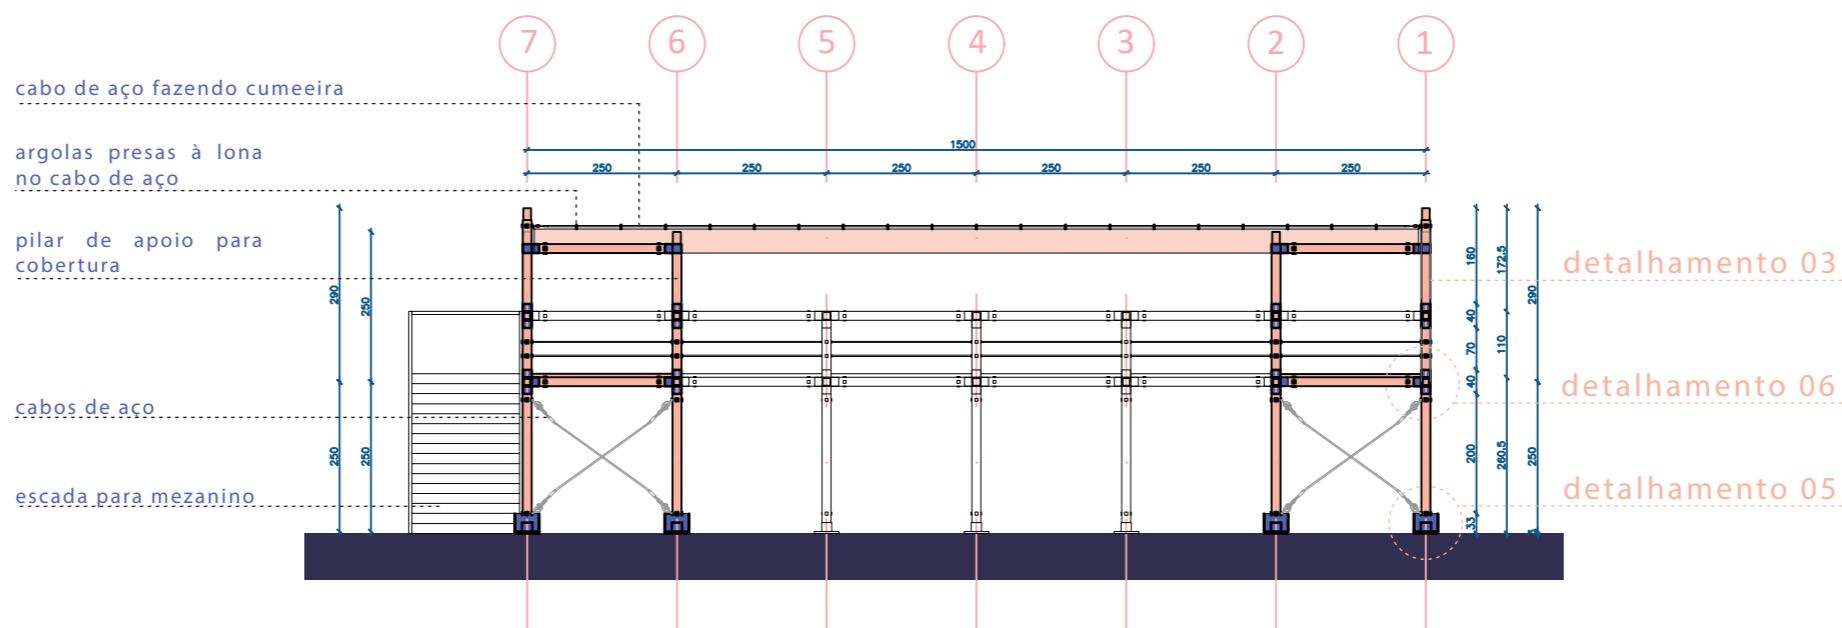 7 6 5 4 3 2 1
cabo de aço fazendo cumeeira
argolas presas à lona
no cabo de aço
pilar de apoio para
cobertura
cabos de aço
escada para mezanino
1500
250 250 250 250 250 250
290
250
250
250
160
40
70
40
200
33
172.5
110
260.5
290
250
detalhamento 03
detalhamento 06
detalhamento 05